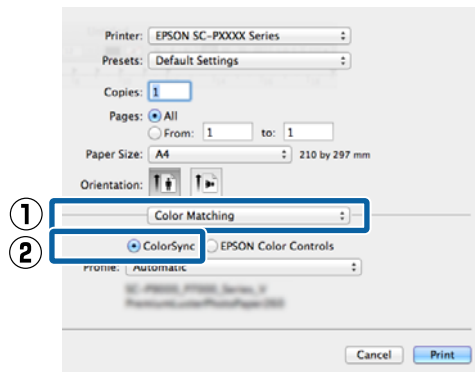 Printer: EPSON SC-PXXXX Series
Presets: Default Settings
Copies: 1
Pages: All
From: 1 to: 1
Paper Size: A4 210 by 297 mm
Orientation:
① Color Matching
② ColorSync EPSON Color Controls
Profile: Automatic
Cancel Print